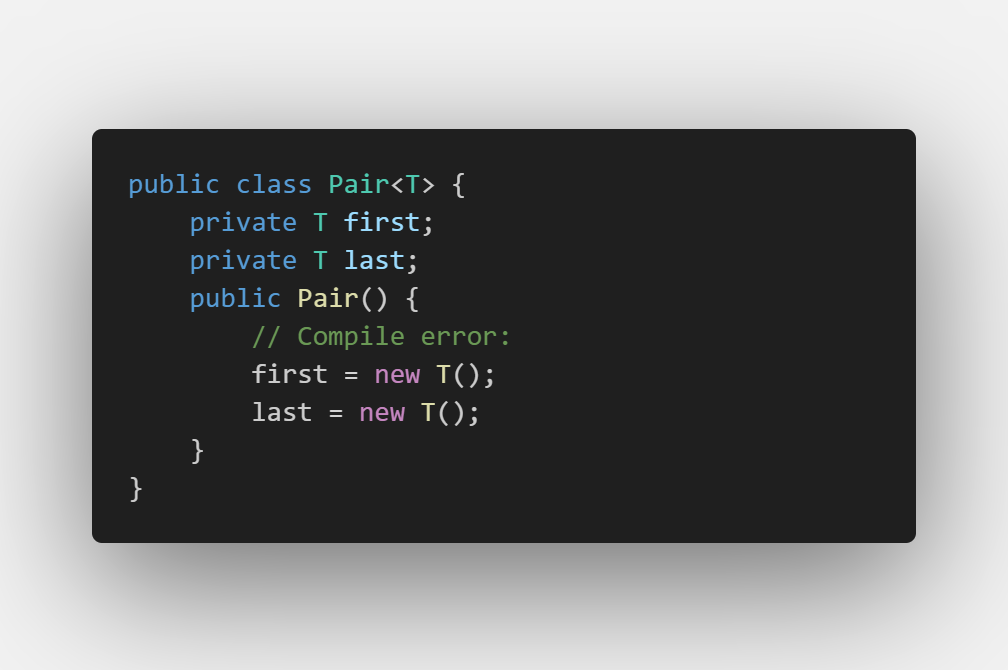 public class Pair<T> {
    private T first;
    private T last;
    public Pair() {
        // Compile error:
        first = new T();
        last = new T();
    }
}